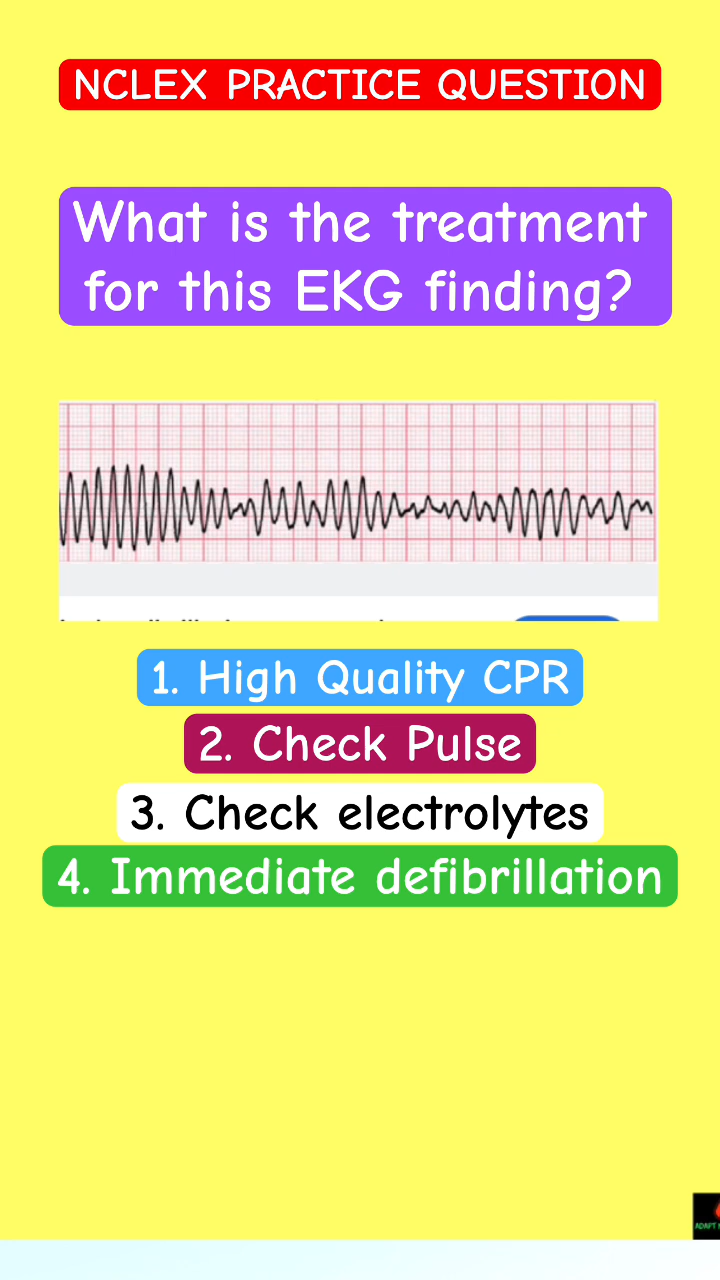 NCLEX PRACTICE QUESTION
What is the treatment
for this EKG finding?
1. High Quality CPR
2. Check Pulse
3. Check electrolytes
4. Immediate defibrillation
ADAPT